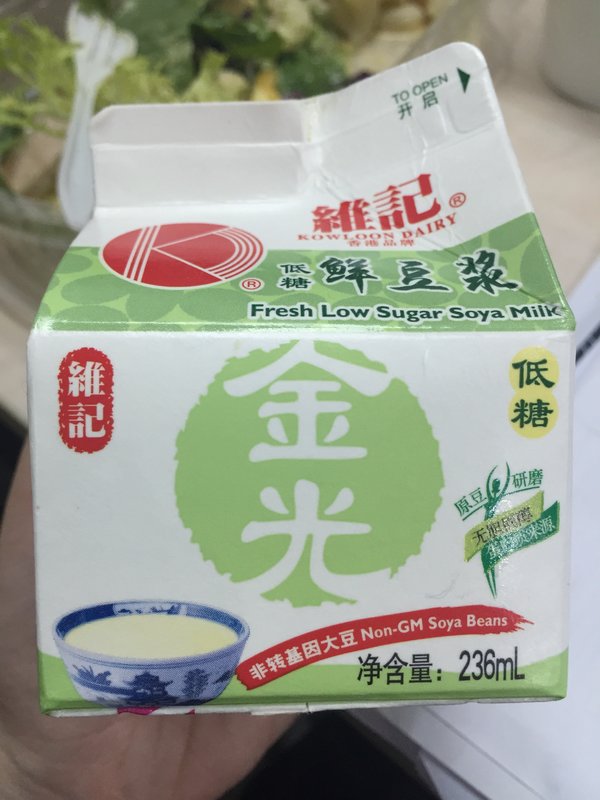 TO OPEN
开启
維記®
KOWLOON DAIRY
香港品牌
®
低糖 鮮豆漿
Fresh Low Sugar Soya Milk
維記
低糖
金光
原豆研磨
非转基因大豆 Non-GM Soya Beans
净含量：236mL